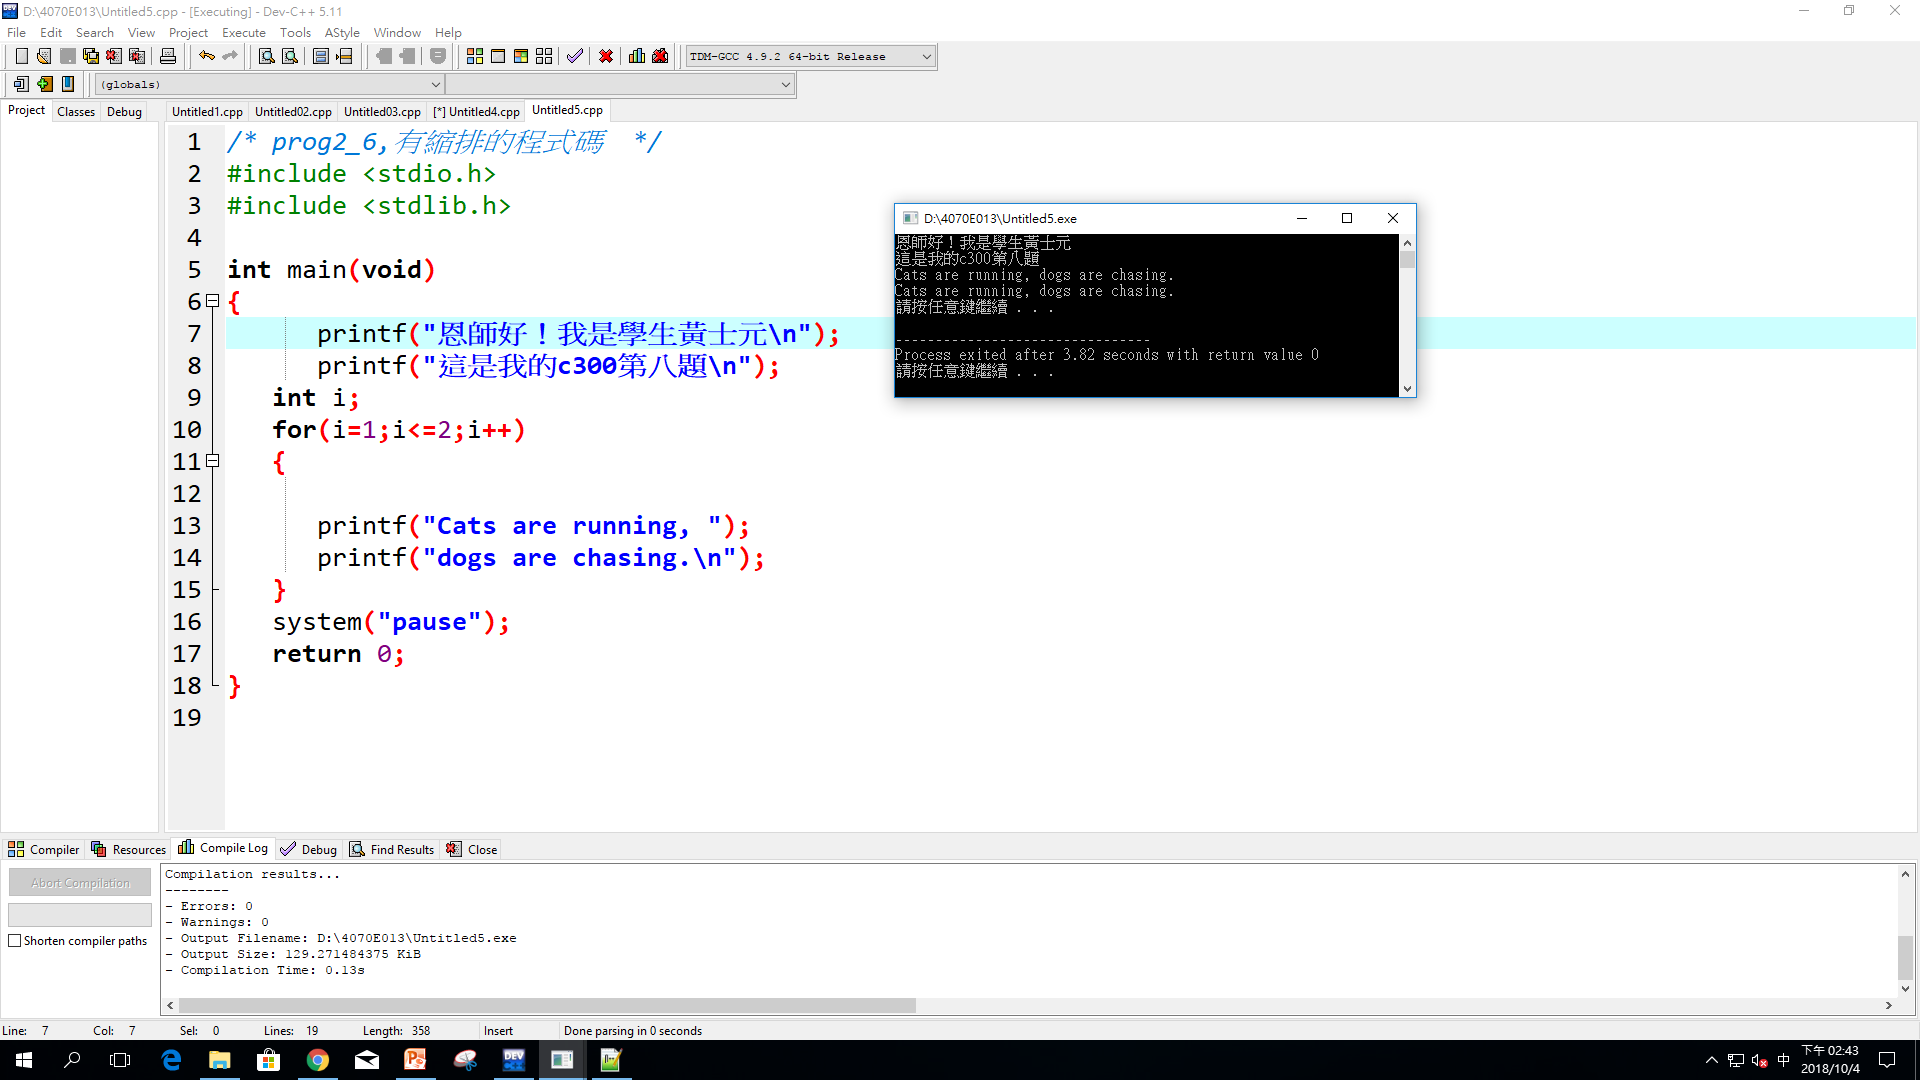 D:\4070E013\Untitled5.cpp - [Executing] - Dev-C++ 5.11
File Edit Search View Project Execute Tools AStyle Window Help
TDM-GCC 4.9.2 64-bit Release
(globals)
Project Classes Debug
Untitled1.cpp Untitled02.cpp Untitled03.cpp [*] Untitled4.cpp Untitled5.cpp
1 /* prog2_6,有縮排的程式碼 */
2 #include <stdio.h>
3 #include <stdlib.h>
4
5 int main(void)
6 {
7 printf("恩師好！我是學生黃士元\n");
8 printf("這是我的c300第八題\n");
9 int i;
10 for(i=1;i<=2;i++)
11 {
12
13 printf("Cats are running, ");
14 printf("dogs are chasing.\n");
15 }
16 system("pause");
17 return 0;
18 }
19
D:\4070E013\Untitled5.exe
恩師好！我是學生黃士元
這是我的c300第八題
Cats are running, dogs are chasing.
Cats are running, dogs are chasing.
請按任意鍵繼續 . . .
--------------------------------
Process exited after 3.82 seconds with return value 0
請按任意鍵繼續 . . .
Compiler Resources Compile Log Debug Find Results Close
Abort Compilation
Shorten compiler paths
Compilation results...
--------
- Errors: 0
- Warnings: 0
- Output Filename: D:\4070E013\Untitled5.exe
- Output Size: 129.271484375 KiB
- Compilation Time: 0.13s
Line: 7 Col: 7 Sel: 0 Lines: 19 Length: 358 Insert Done parsing in 0 seconds
DEV
中
下午 02:43
2018/10/4